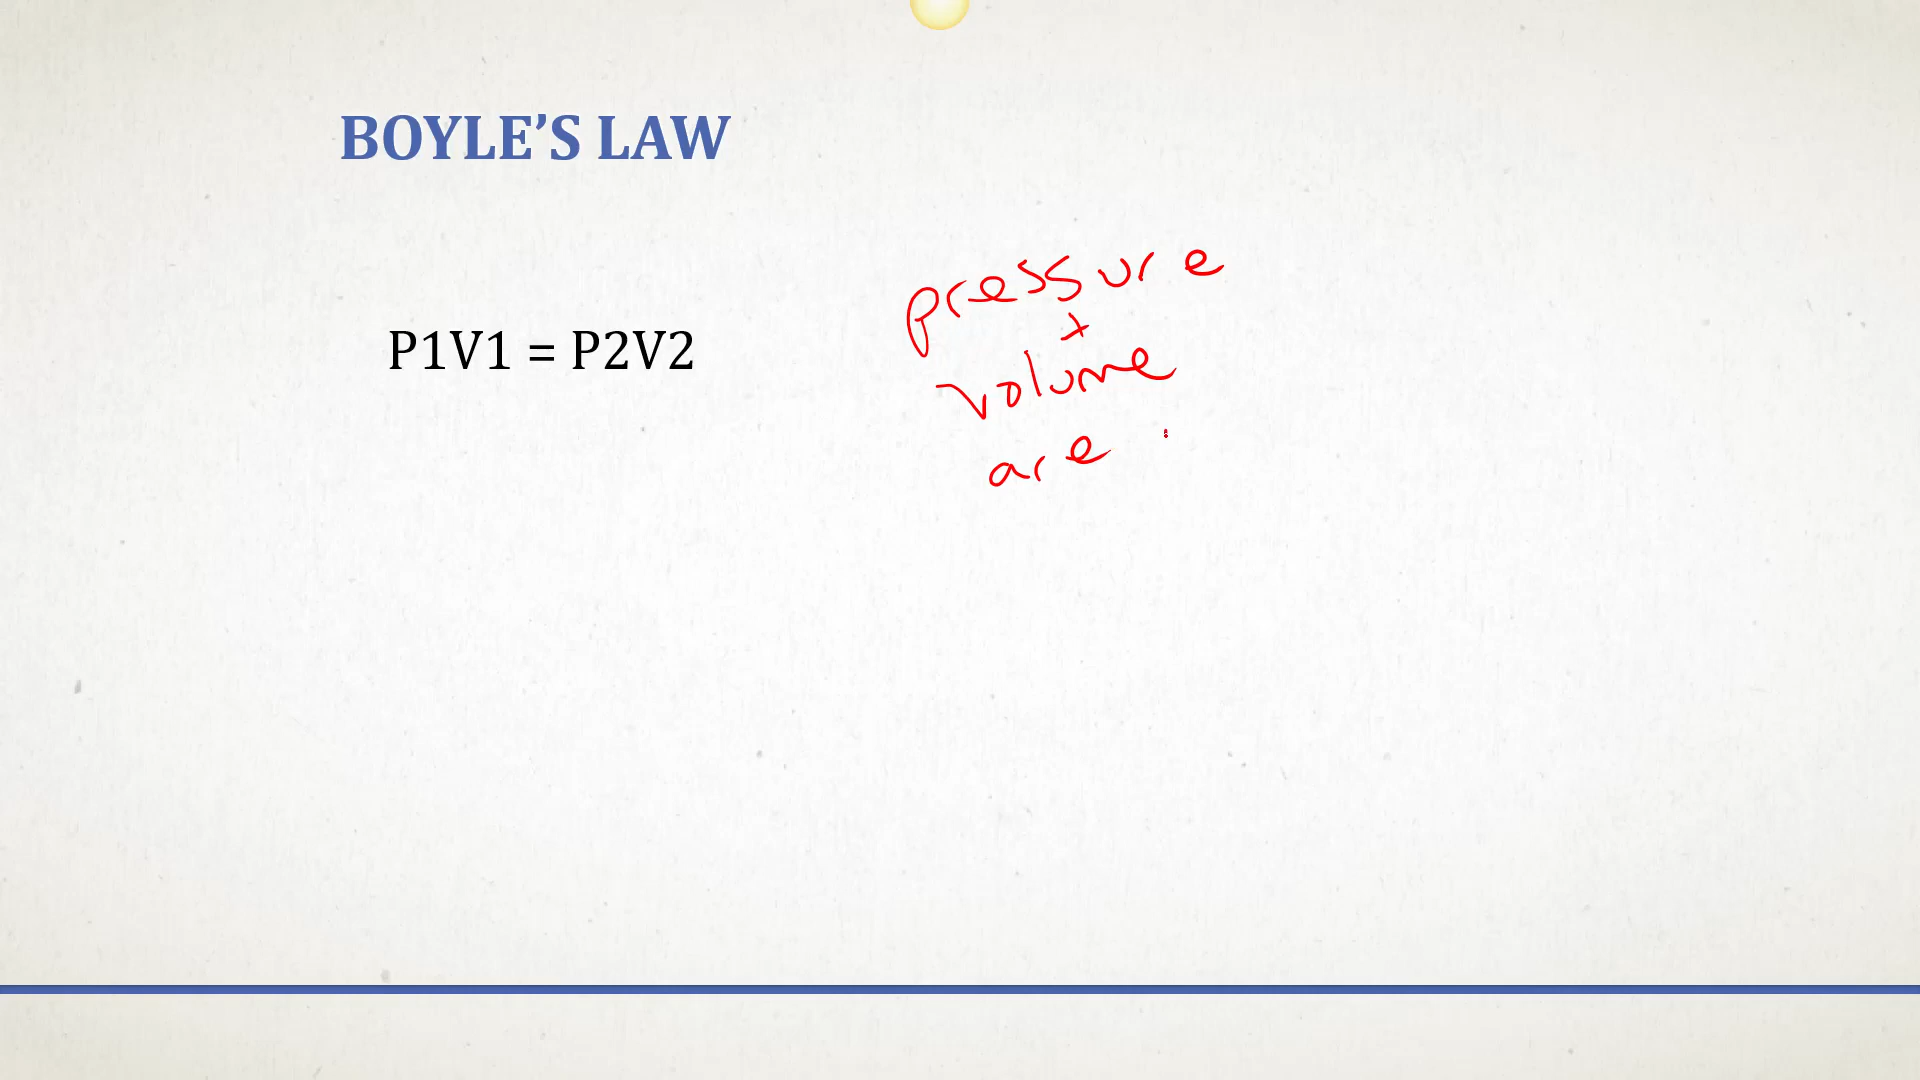 BOYLE’S LAW
P1V1 = P2V2
pressure
+
volume
are